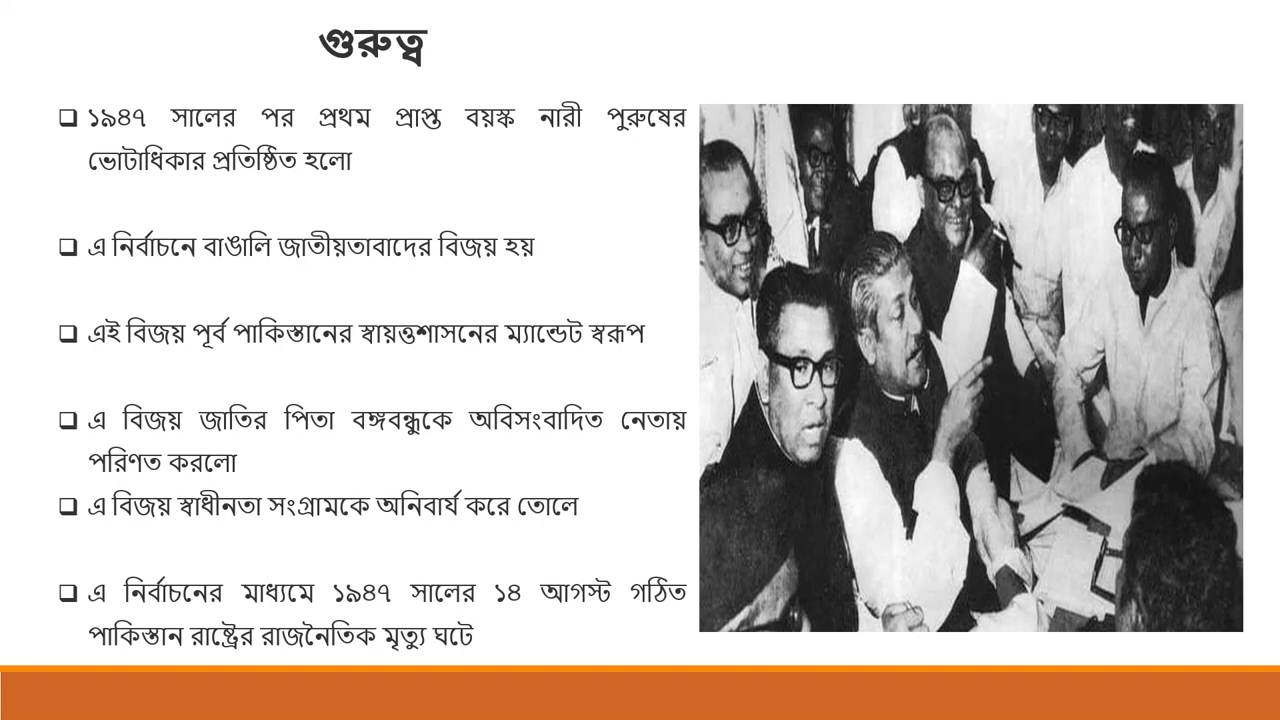 গুরুত্ব
❑ ১৯৪৭ সালের পর প্রথম প্রাপ্ত বয়স্ক নারী পুরুষের
ভোটাধিকার প্রতিষ্ঠিত হলো
❑ এ নির্বাচনে বাঙালি জাতীয়তাবাদের বিজয় হয়
❑ এই বিজয় পূর্ব পাকিস্তানের স্বায়ত্তশাসনের ম্যান্ডেট স্বরূপ
❑ এ বিজয় জাতির পিতা বঙ্গবন্ধুকে অবিসংবাদিত নেতায়
পরিণত করলো
❑ এ বিজয় স্বাধীনতা সংগ্রামকে অনিবার্য করে তোলে
❑ এ নির্বাচনের মাধ্যমে ১৯৪৭ সালের ১৪ আগস্ট গঠিত
পাকিস্তান রাষ্ট্রের রাজনৈতিক মৃত্যু ঘটে